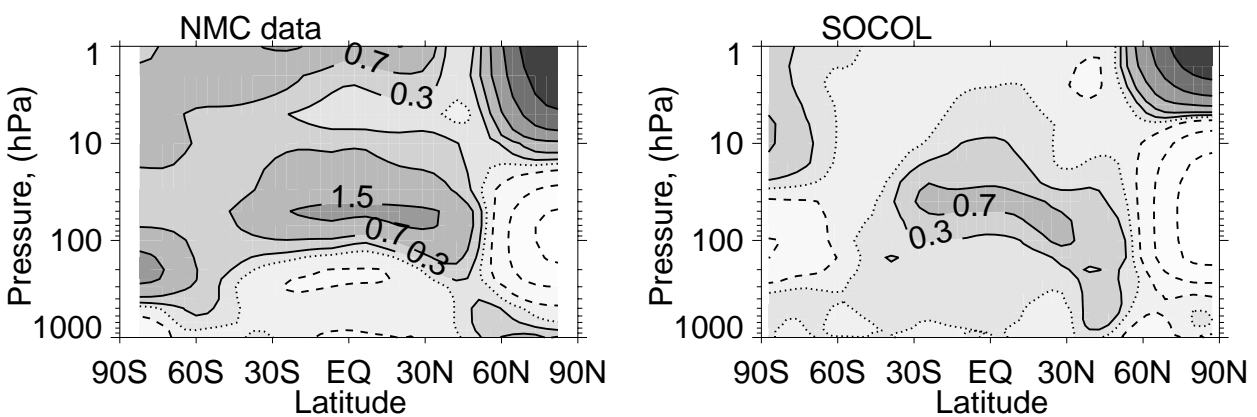 NMC data
SOCOL
1
10
100
1000
Pressure, (hPa)
0.7
0.3
1.5
0.7
0.3
90S 60S 30S EQ 30N 60N 90N
Latitude
1
10
100
1000
Pressure, (hPa)
0.7
0.3
90S 60S 30S EQ 30N 60N 90N
Latitude